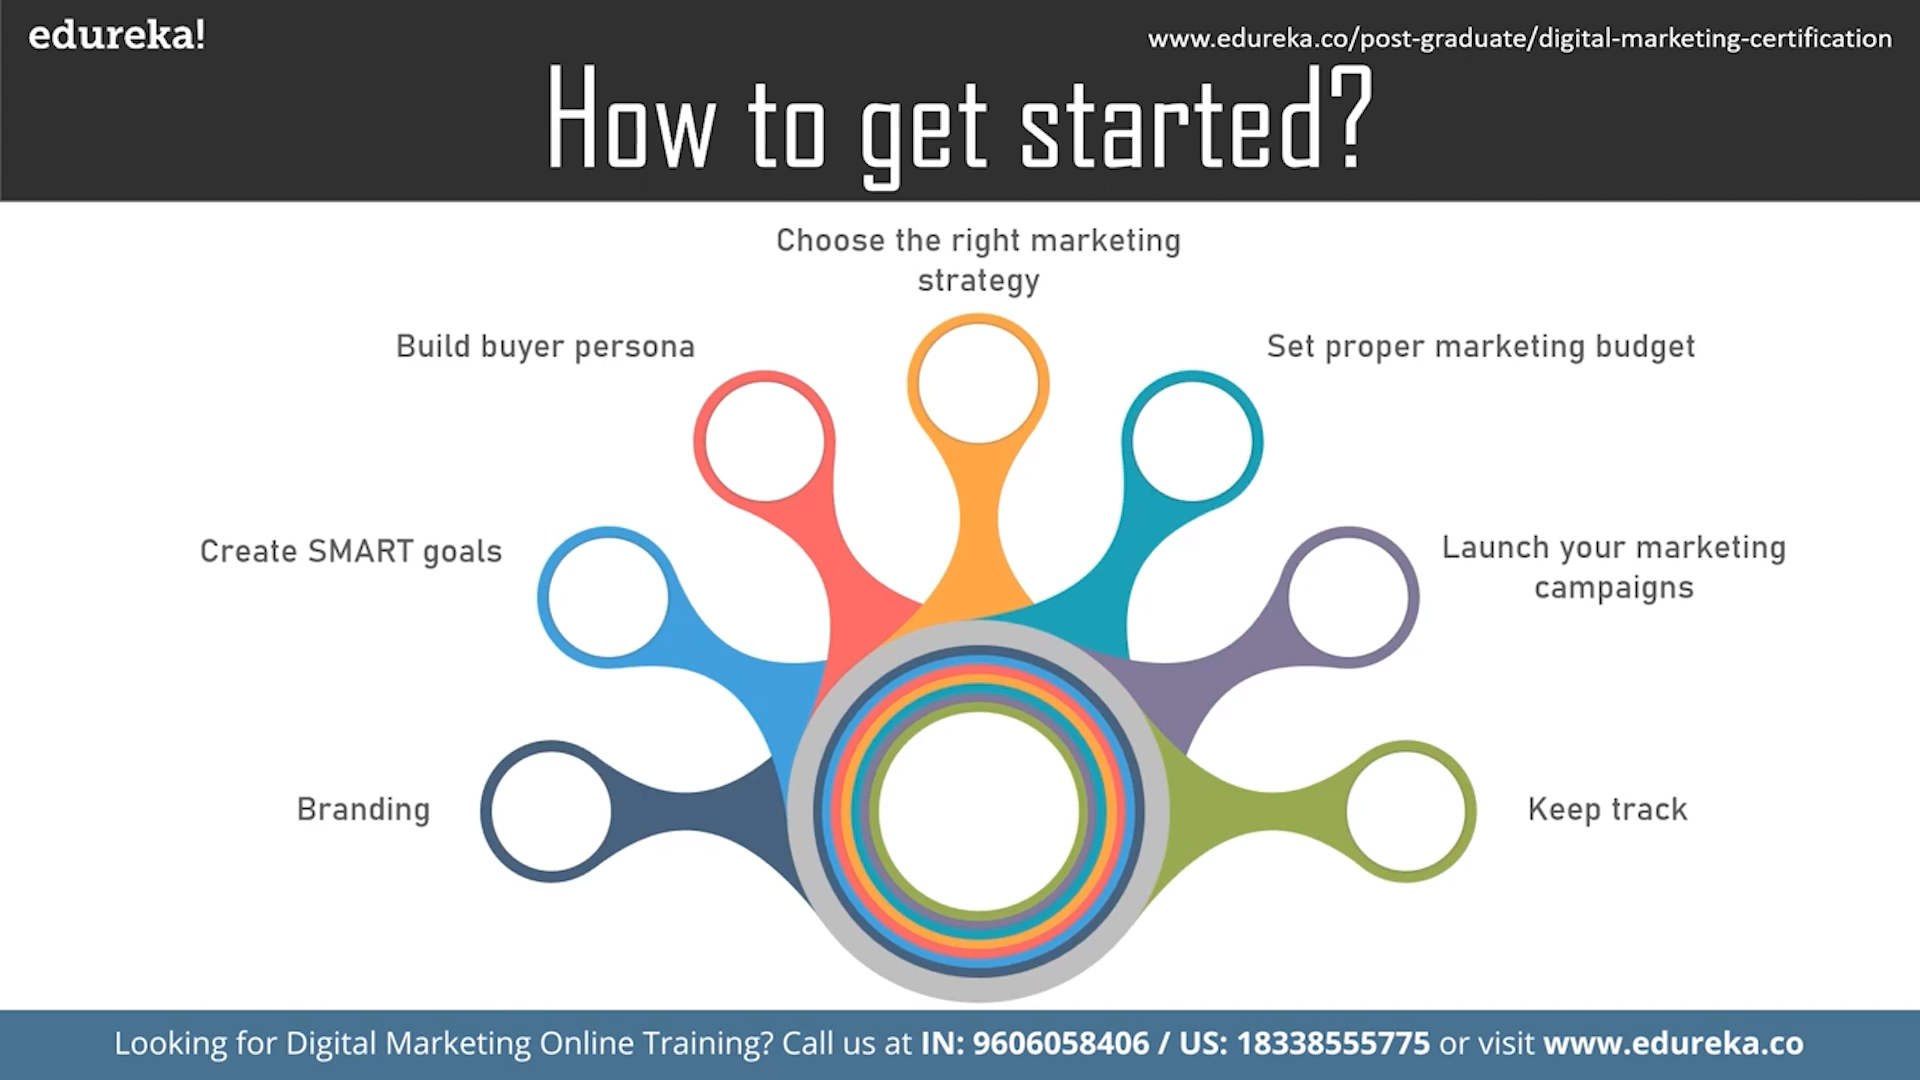 edureka!
www.edureka.co/post-graduate/digital-marketing-certification
How to get started?
Choose the right marketing
strategy
Build buyer persona
Set proper marketing budget
Create SMART goals
Launch your marketing
campaigns
Branding
Keep track
Looking for Digital Marketing Online Training? Call us at IN: 9606058406 / US: 18338555775 or visit www.edureka.co